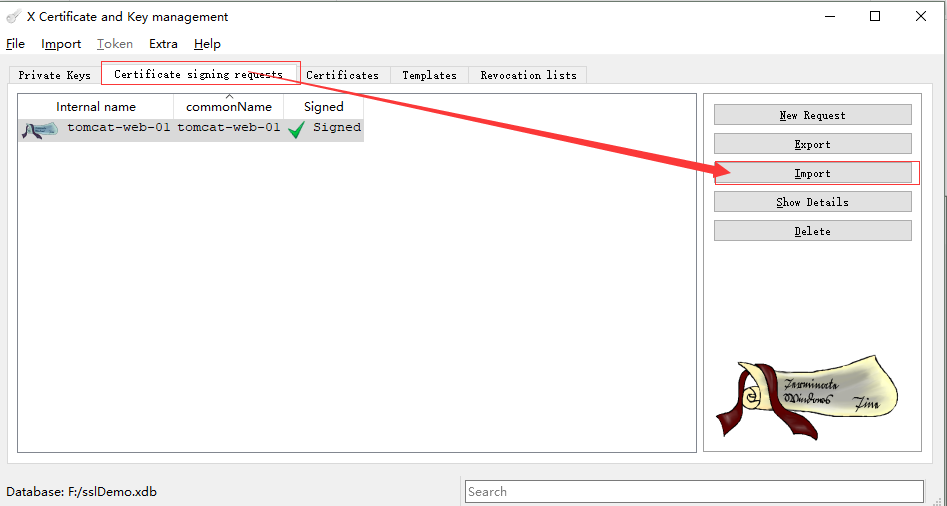 X Certificate and Key management
File Import Token Extra Help
Private Keys Certificate signing requests Certificates Templates Revocation lists
Internal name commonName Signed
tomcat-web-01 tomcat-web-01 Signed
New Request
Export
Import
Show Details
Delete
Terminate
Windows Fine
Database: F:/sslDemo.xdb
Search